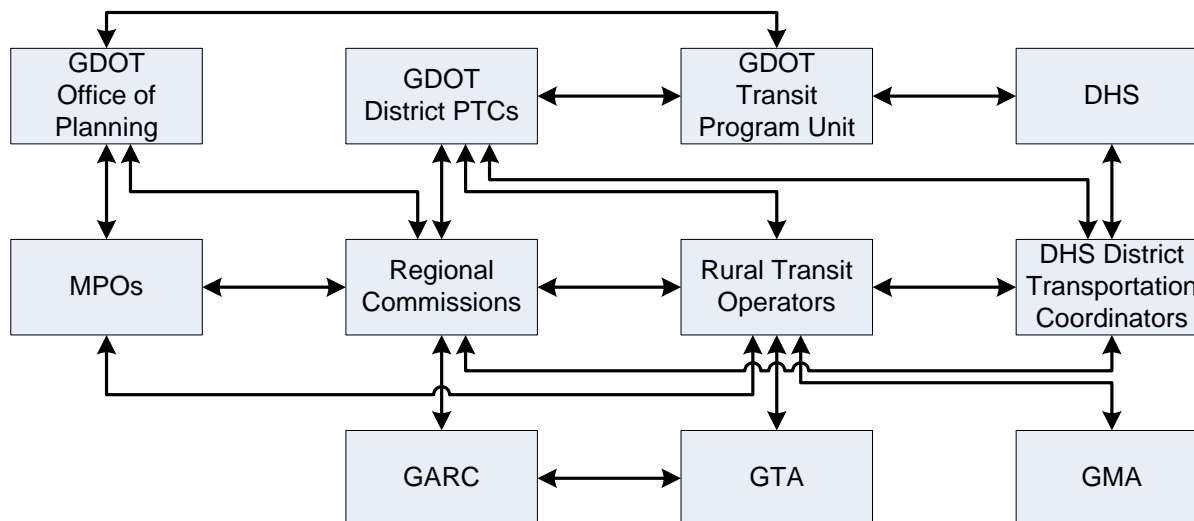 GDOT
Office of
Planning
GDOT
District PTCs
GDOT
Transit
Program Unit
DHS
MPOs
Regional
Commissions
Rural Transit
Operators
DHS District
Transportation
Coordinators
GARC
GTA
GMA